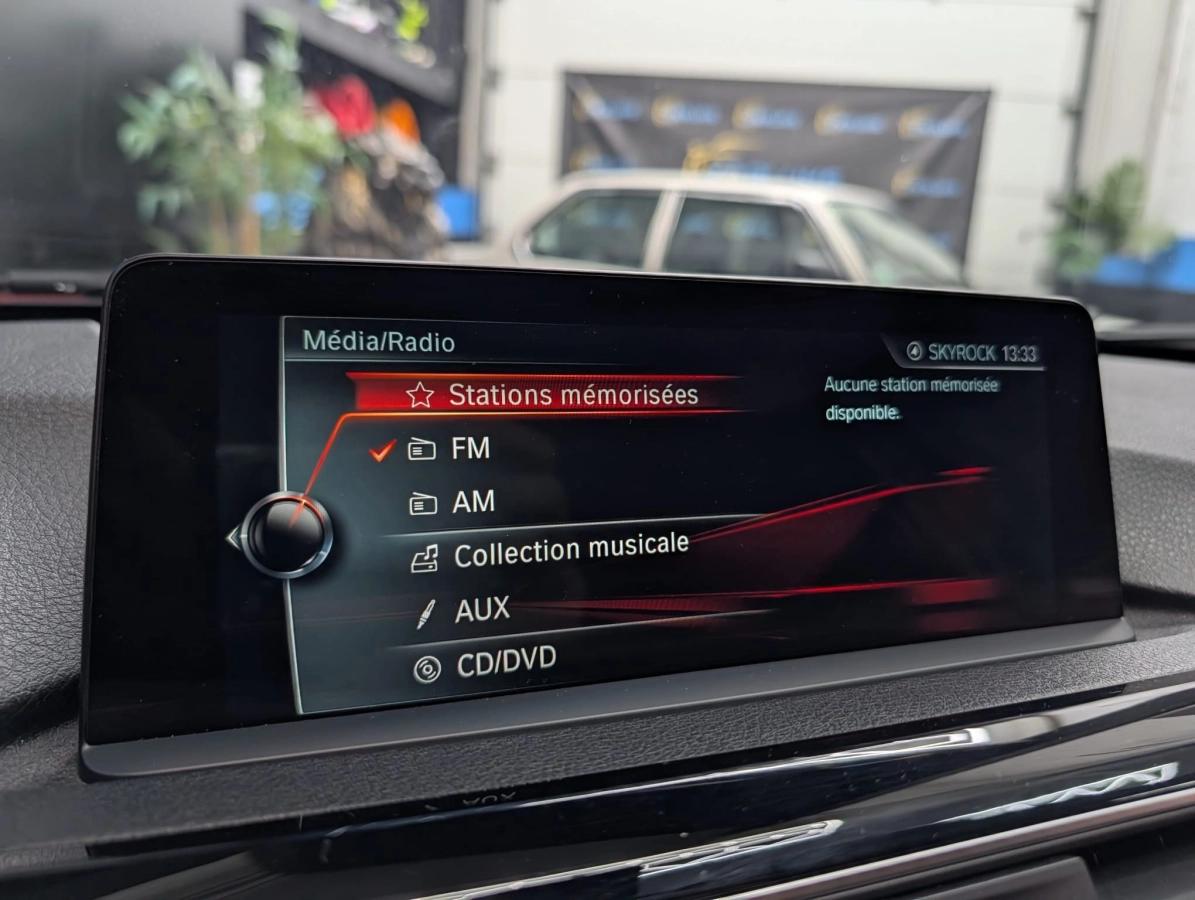 Média/Radio
SKYROCK 13:33
Stations mémorisées
Aucune station mémorisée
disponible.
FM
AM
Collection musicale
AUX
CD/DVD